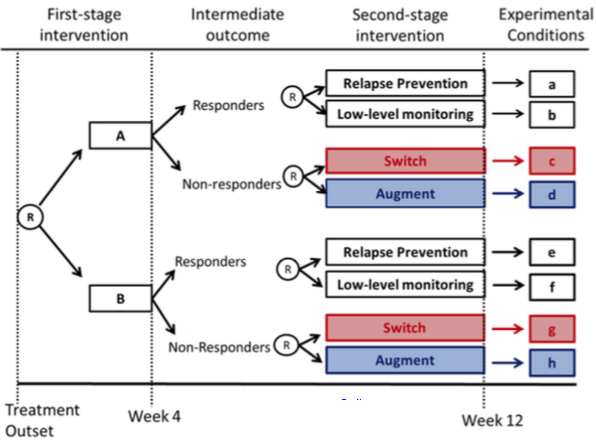 First-stage
intervention
Intermediate
outcome
Second-stage
intervention
Experimental
Conditions
R
A
Responders
R
Relapse Prevention
a
Low-level monitoring
b
Non-responders
R
Switch
c
Augment
d
B
Responders
R
Relapse Prevention
e
Low-level monitoring
f
Non-Responders
R
Switch
g
Augment
h
Treatment
Outset
Week 4
Week 12